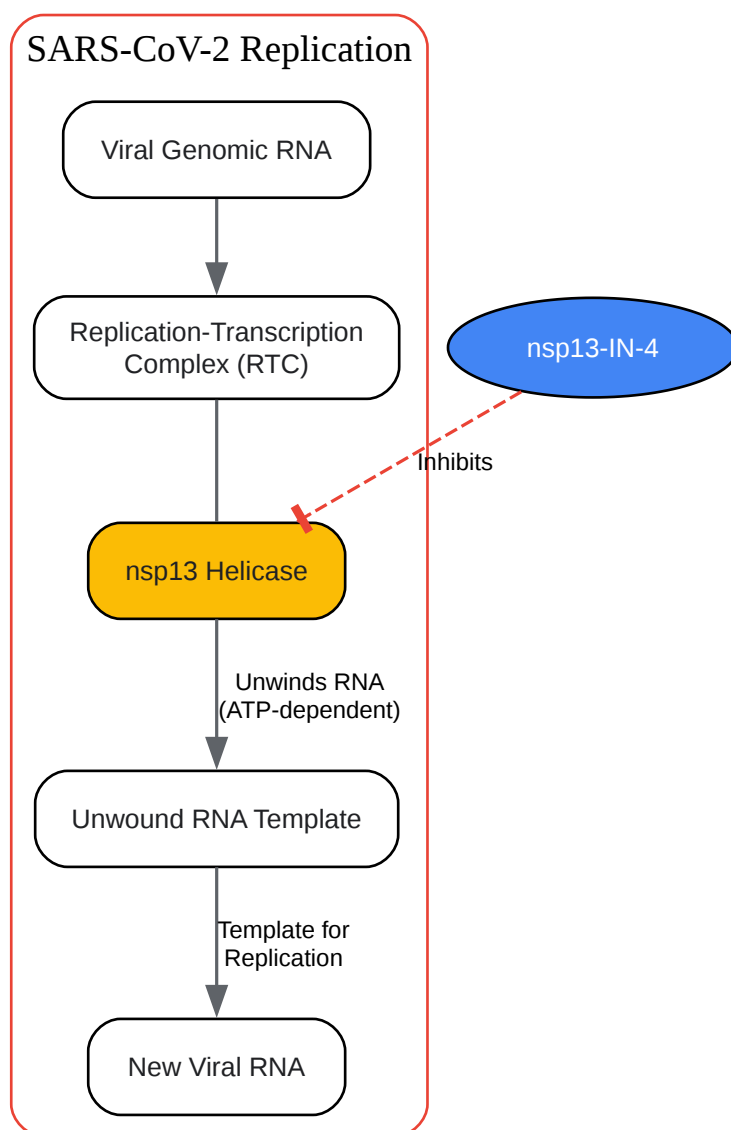 SARS-CoV-2 Replication
Viral Genomic RNA
Replication-Transcription
Complex (RTC)
nsp13-IN-4
Inhibits
nsp13 Helicase
Unwinds RNA
(ATP-dependent)
Unwound RNA Template
Template for
Replication
New Viral RNA